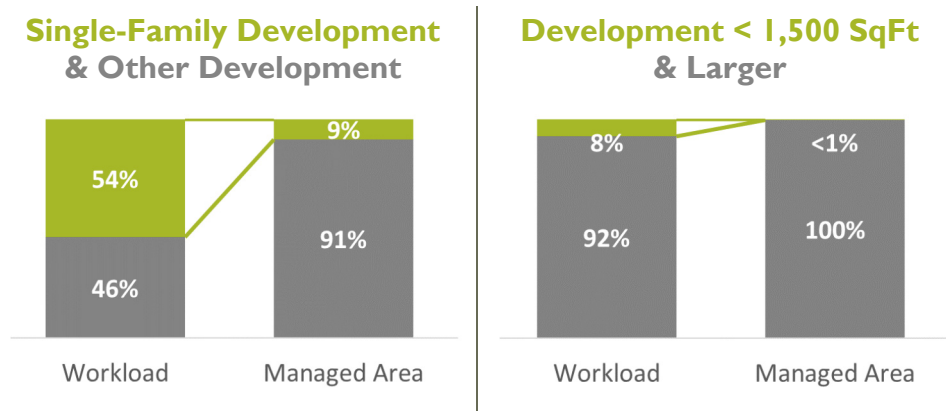 Single-Family Development
& Other Development
9%
54%
91%
46%
Workload
Managed Area
Development < 1,500 SqFt
& Larger
8%
<1%
92%
100%
Workload
Managed Area